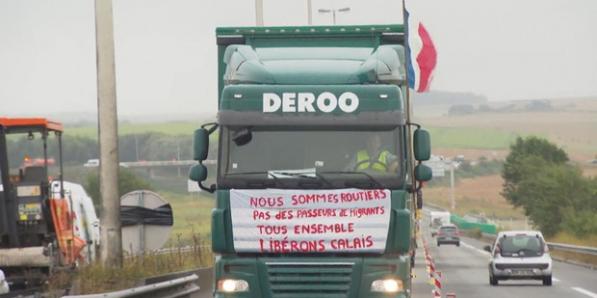 DEROO
NOUS SOMMES ROUTIERS
PAS DES PASSEURS DE MIGRANTS
TOUS ENSEMBLE
LIBÉRONS CALAIS